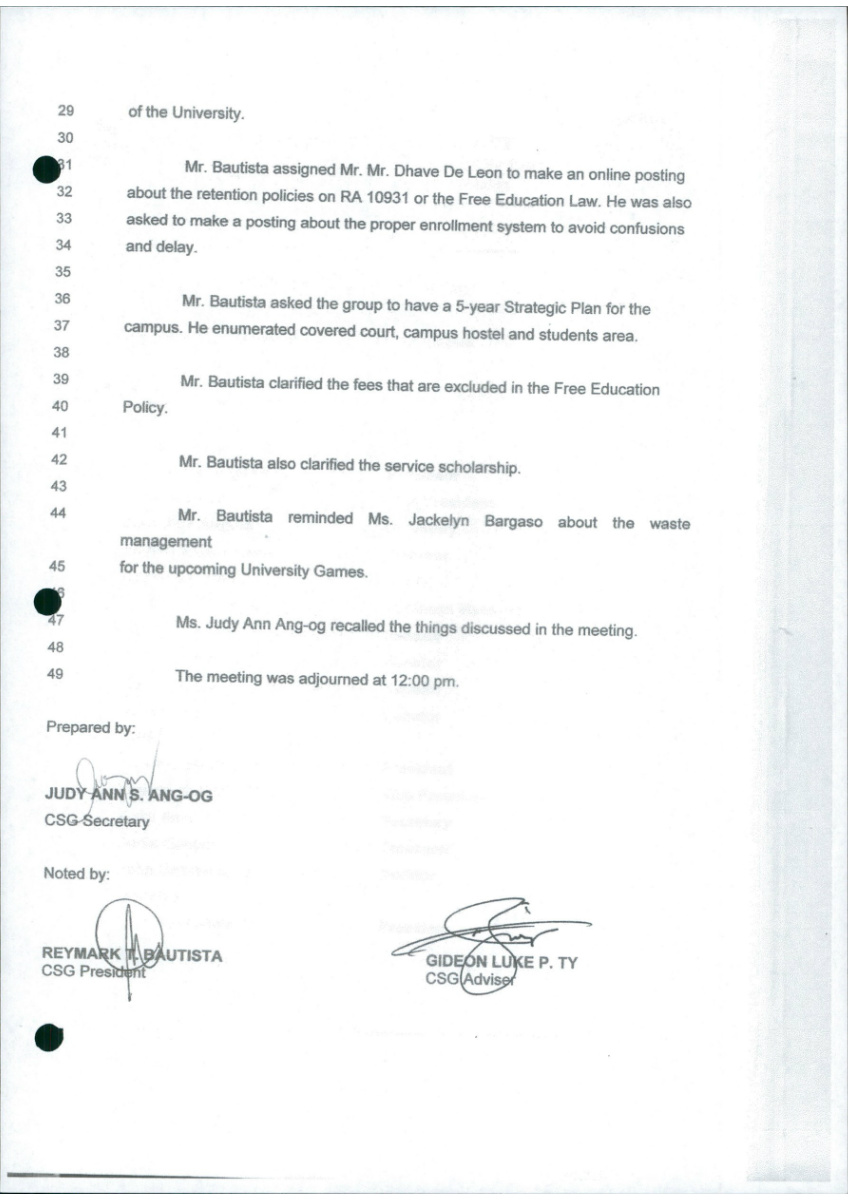 29 of the University.
30
31 Mr. Bautista assigned Mr. Mr. Dhave De Leon to make an online posting
32 about the retention policies on RA 10931 or the Free Education Law. He was also
33 asked to make a posting about the proper enrollment system to avoid confusions
34 and delay.
35
36 Mr. Bautista asked the group to have a 5-year Strategic Plan for the
37 campus. He enumerated covered court, campus hostel and students area.
38
39 Mr. Bautista clarified the fees that are excluded in the Free Education
40 Policy.
41
42 Mr. Bautista also clarified the service scholarship.
43
44 Mr. Bautista reminded Ms. Jackelyn Bargaso about the waste
management
45 for the upcoming University Games.
46
47 Ms. Judy Ann Ang-og recalled the things discussed in the meeting.
48
49 The meeting was adjourned at 12:00 pm.
Prepared by:
JUDY ANN S. ANG-OG
CSG Secretary
Noted by:
REYMARK T. BAUTISTA
CSG President
GIDEON LUKE P. TY
CSG Adviser